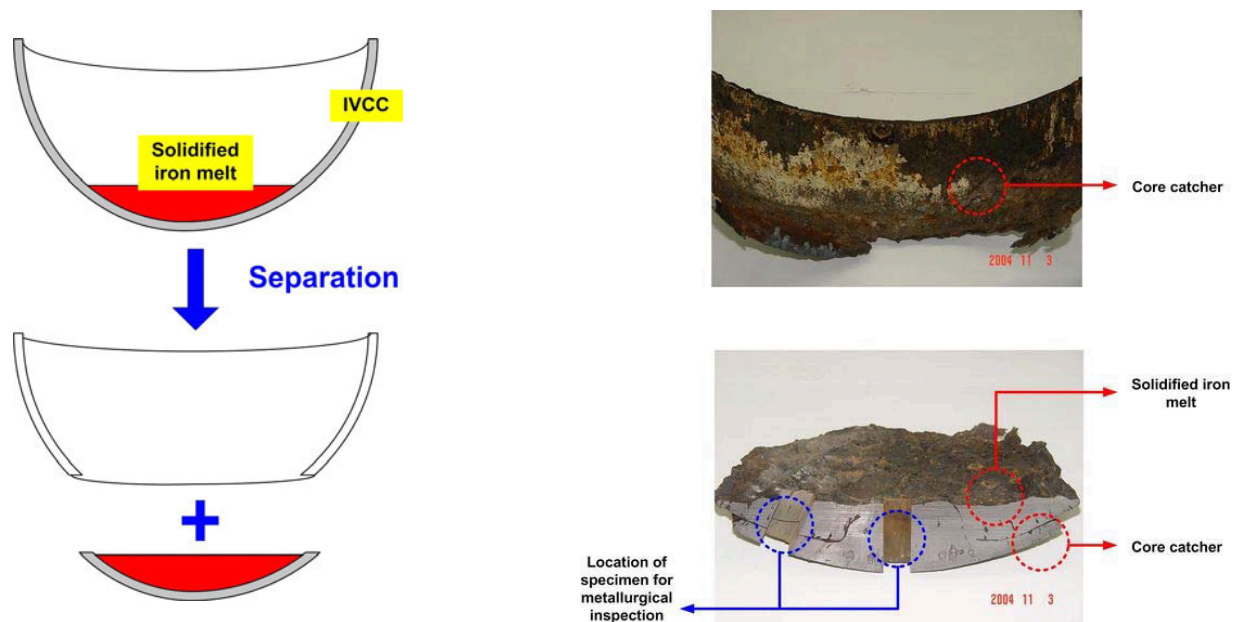 IVCC
Solidified
iron melt
Separation
Core catcher
2004 11 3
Solidified iron
melt
Core catcher
Location of
specimen for
metallurgical
inspection
2004 11 3